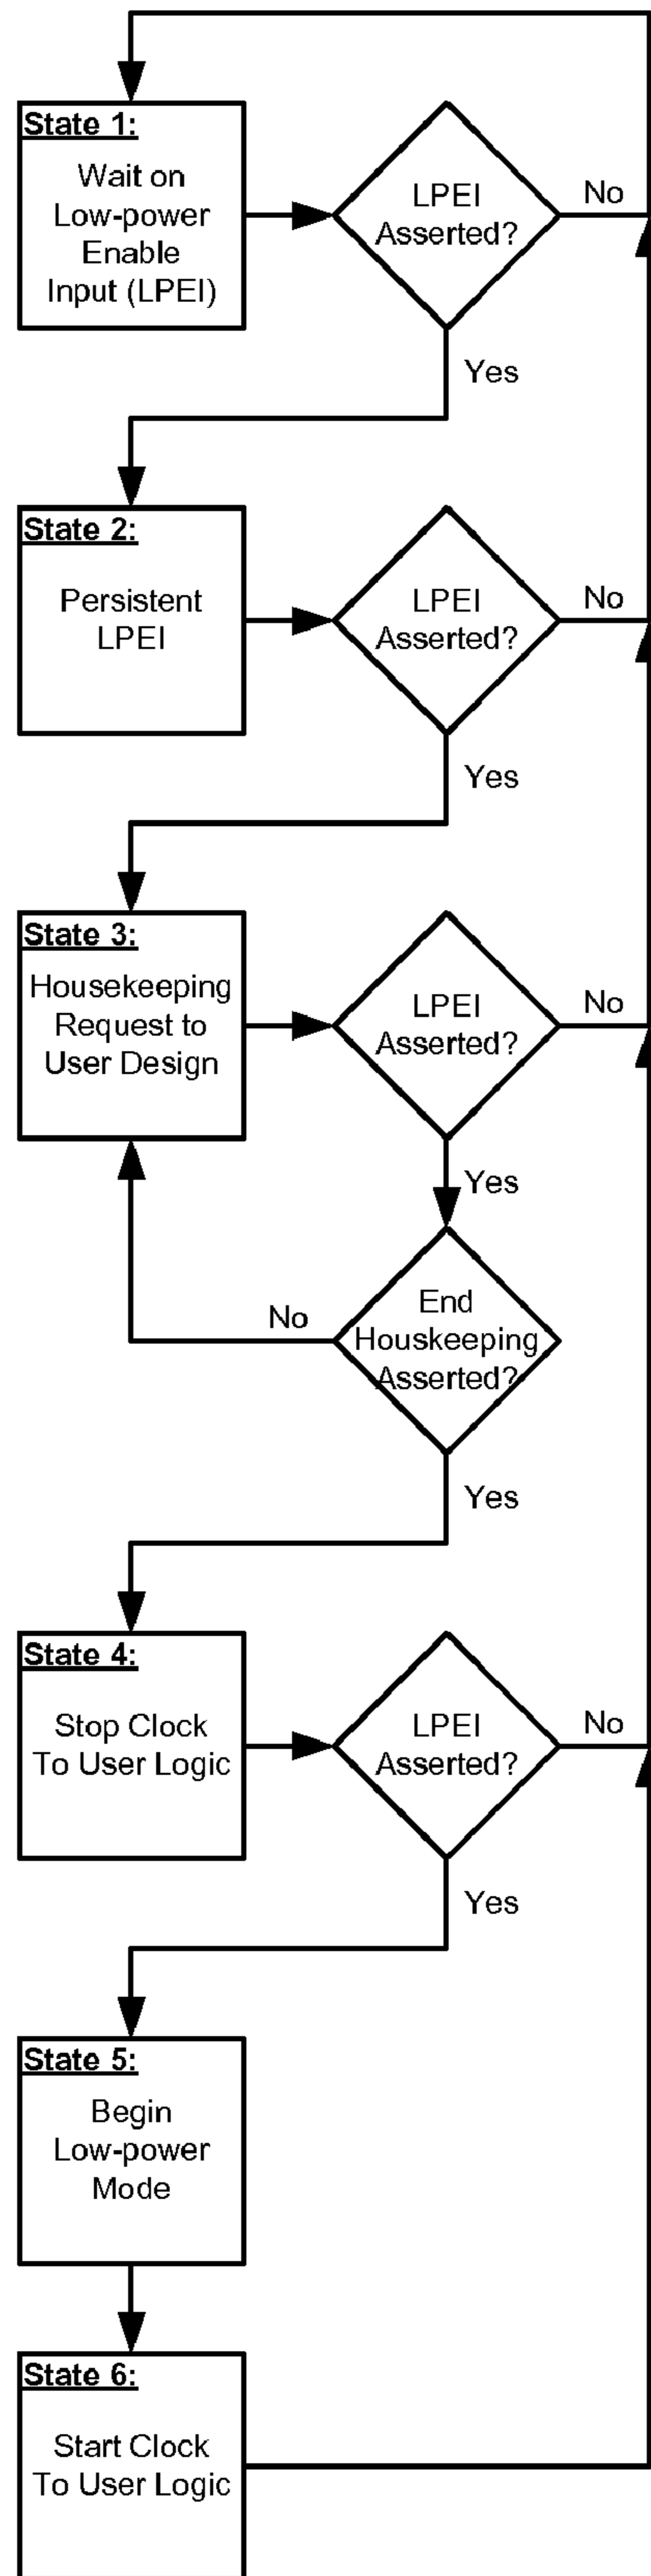 State 1:
Wait on
Low-power
Enable
Input (LPEI)
LPEI
Asserted?
No
Yes
State 2:
Persistent
LPEI
LPEI
Asserted?
No
Yes
State 3:
Housekeeping
Request to
User Design
LPEI
Asserted?
No
Yes
End
Houskeeping
Asserted?
No
Yes
State 4:
Stop Clock
To User Logic
LPEI
Asserted?
No
Yes
State 5:
Begin
Low-power
Mode
State 6:
Start Clock
To User Logic